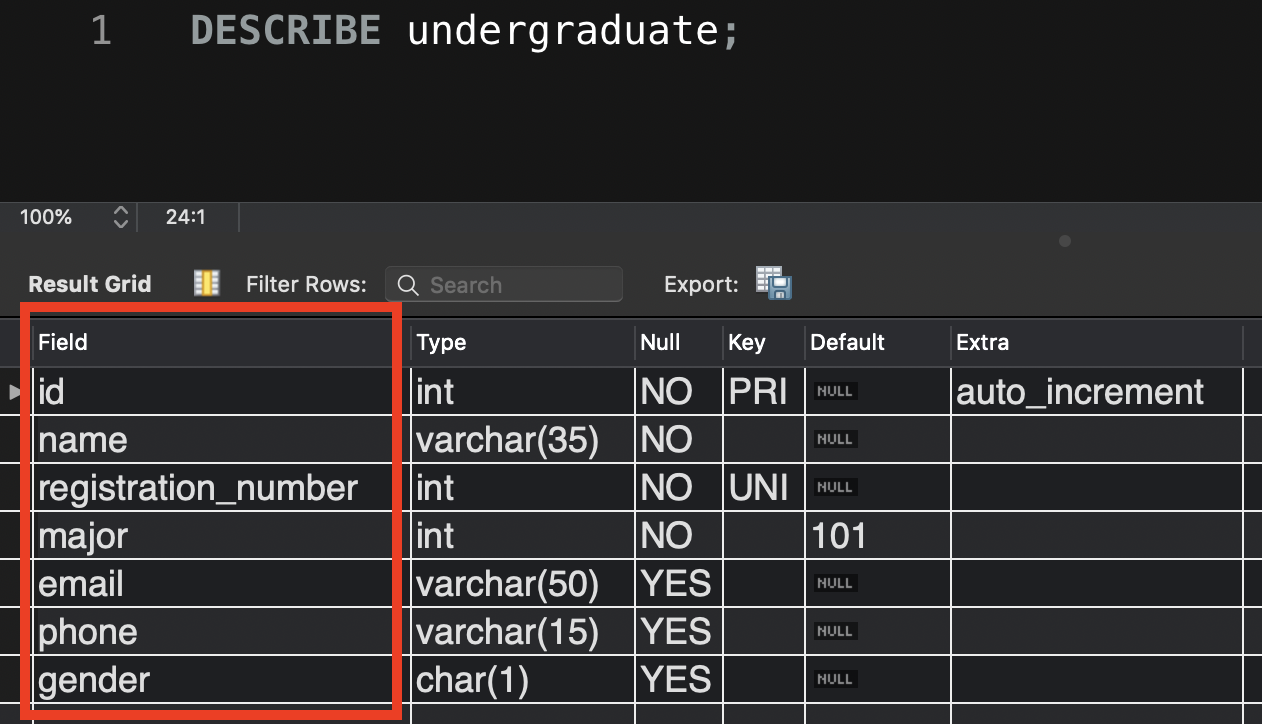 1 DESCRIBE undergraduate;
100% 24:1
Result Grid Filter Rows: Search Export:
Field Type Null Key Default Extra
id int NO PRI NULL auto_increment
name varchar(35) NO NULL
registration_number int NO UNI NULL
major int NO 101
email varchar(50) YES NULL
phone varchar(15) YES NULL
gender char(1) YES NULL